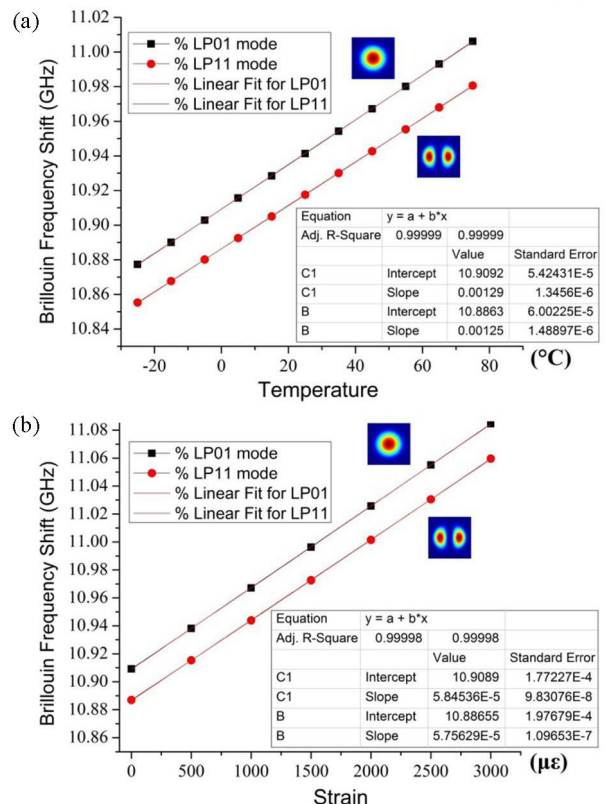 (a)
11.02
11.00
10.98
10.96
10.94
10.92
10.90
10.88
10.86
10.84
Brillouin Frequency Shift (GHz)
% LP01 mode
% LP11 mode
% Linear Fit for LP01
% Linear Fit for LP11
Equation y = a + b*x
Adj. R-Square 0.99999 0.99999
Value Standard Error
C1 Intercept 10.9092 5.42431E-5
C1 Slope 0.00129 1.3456E-6
B Intercept 10.8863 6.00225E-5
B Slope 0.00125 1.48897E-6
-20 0 20 40 60 80 (°C)
Temperature
(b)
11.08
11.06
11.04
11.02
11.00
10.98
10.96
10.94
10.92
10.90
10.88
10.86
Brillouin Frequency Shift (GHz)
% LP01 mode
% LP11 mode
% Linear Fit for LP01
% Linear Fit for LP11
Equation y = a + b*x
Adj. R-Square 0.99998 0.99998
Value Standard Error
C1 Intercept 10.9089 1.77227E-4
C1 Slope 5.84536E-5 9.83076E-8
B Intercept 10.88655 1.97679E-4
B Slope 5.75629E-5 1.09653E-7
0 500 1000 1500 2000 2500 3000 (με)
Strain